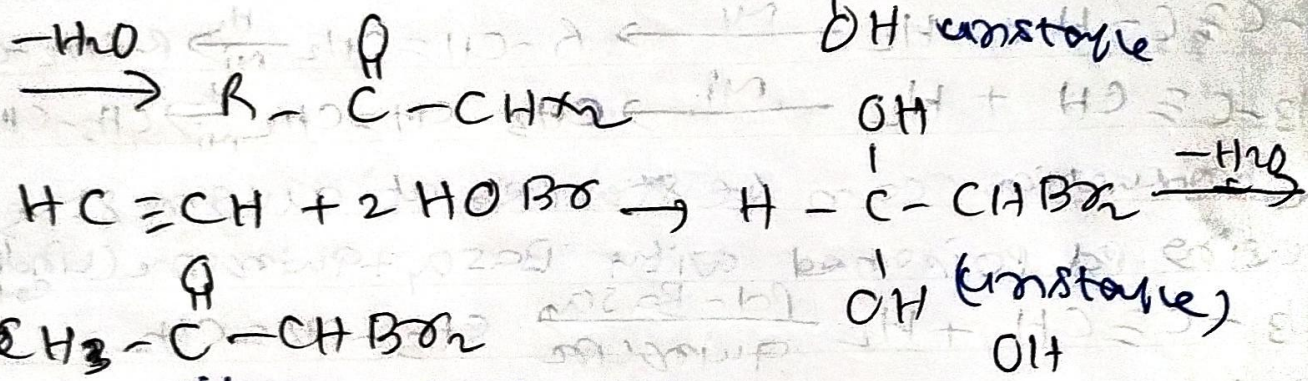 -H2O O OH unstable
→ R - C - CHX2 OH
HC≡CH + 2HOBr → H - C - CHBr2 -H2O →
O OH (unstable)
CH3 - C - CHBr2 OH